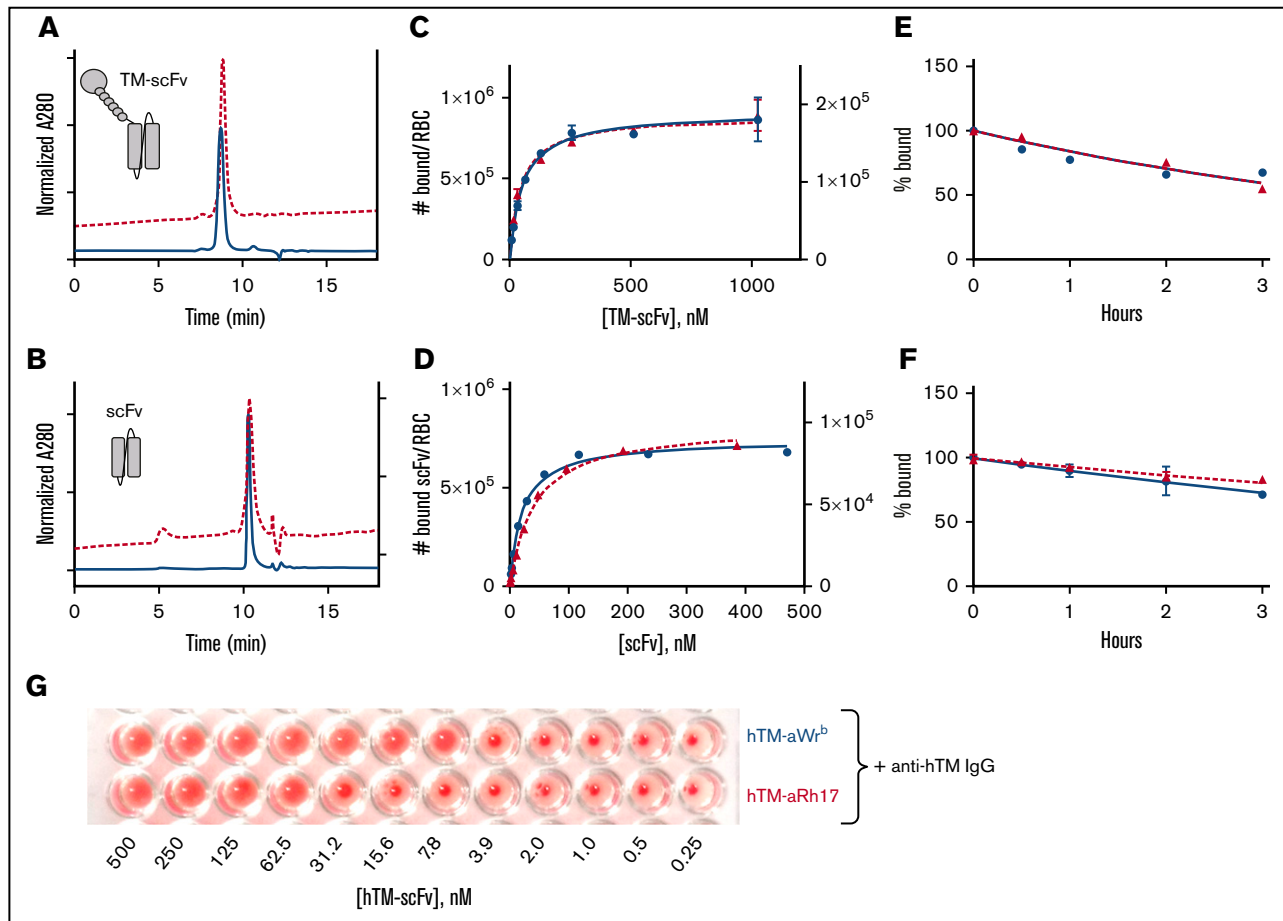 A
TM-scFv
Normalized A280
0 5 10 15
Time (min)
C
1×10⁶
5×10⁵
0
2×10⁵
1×10⁵
0
# bound/RBC
0 500 1000
[TM-scFv], nM
E
150
100
50
0
% bound
0 1 2 3
Hours
B
scFv
Normalized A280
0 5 10 15
Time (min)
D
1×10⁶
5×10⁵
0
1×10⁵
5×10⁴
0
# bound scFv/RBC
0 100 200 300 400 500
[scFv], nM
F
150
100
50
0
% bound
0 1 2 3
Hours
G
hTM-aWrᵇ
hTM-aRh17
+ anti-hTM IgG
500 250 125 62.5 31.2 15.6 7.8 3.9 2.0 1.0 0.5 0.25
[hTM-scFv], nM